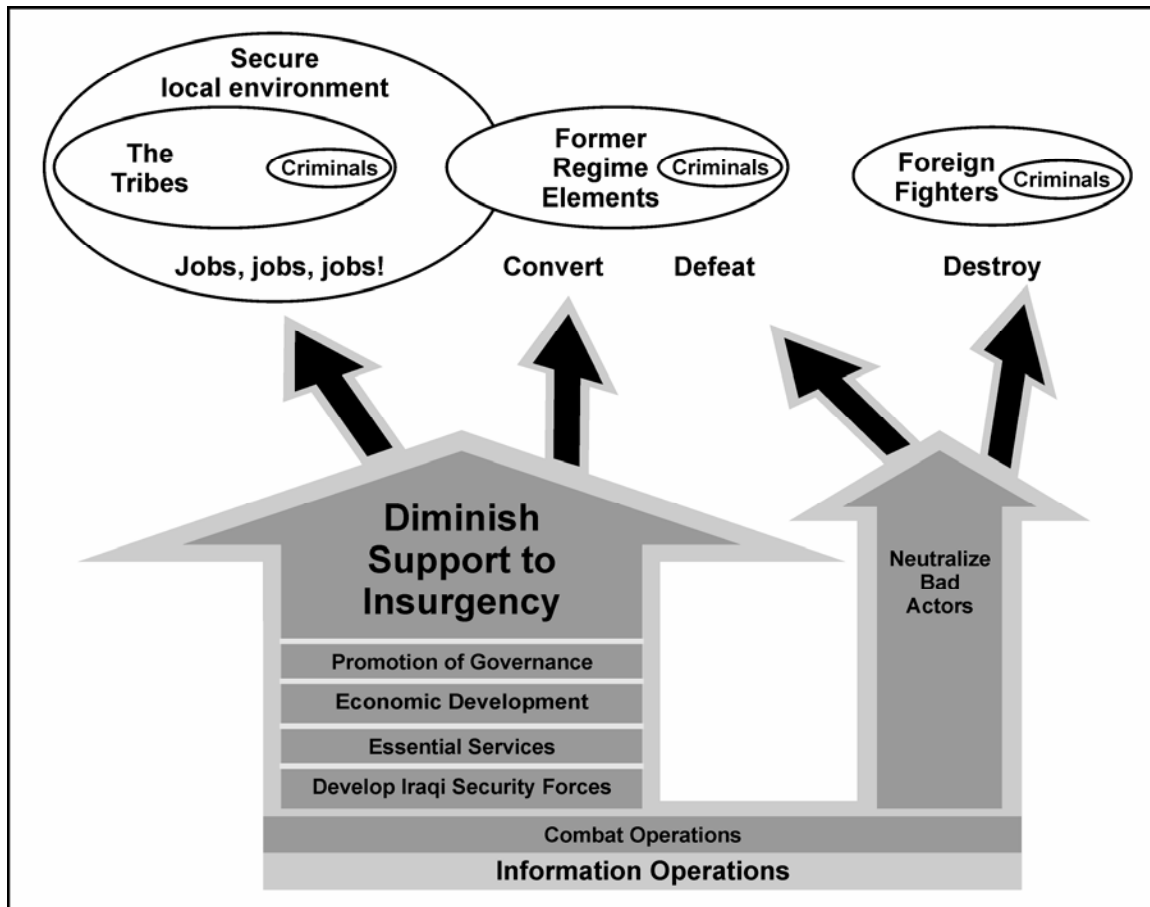 Secure
local environment
The
Tribes
Criminals
Jobs, jobs, jobs!
Former
Regime
Elements
Criminals
Convert
Defeat
Foreign
Fighters
Criminals
Destroy
Diminish
Support to
Insurgency
Promotion of Governance
Economic Development
Essential Services
Develop Iraqi Security Forces
Neutralize
Bad
Actors
Combat Operations
Information Operations